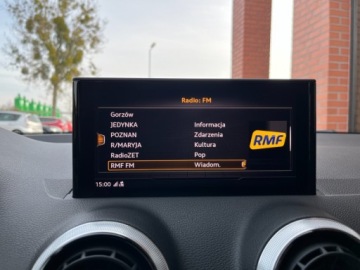 Radio: FM
Gorzów
JEDYNKA Informacja
POZNAN Zdarzenia
R/MARYJA Kultura
RadioZET Pop
RMF FM Wiadom.
RMF
15:00